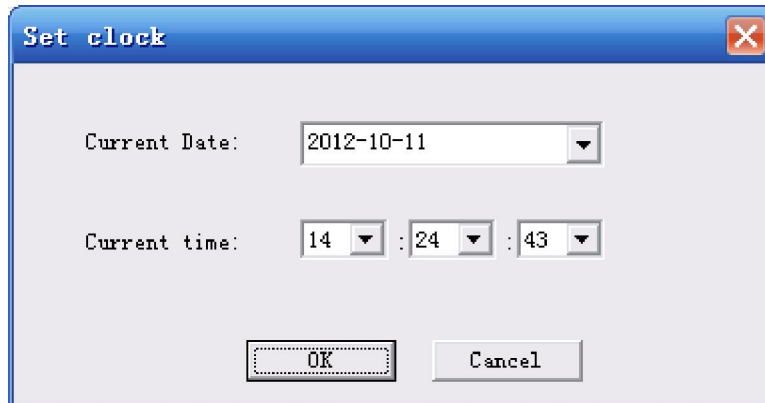 Set clock
Current Date: 2012-10-11
Current time: 14 : 24 : 43
OK Cancel